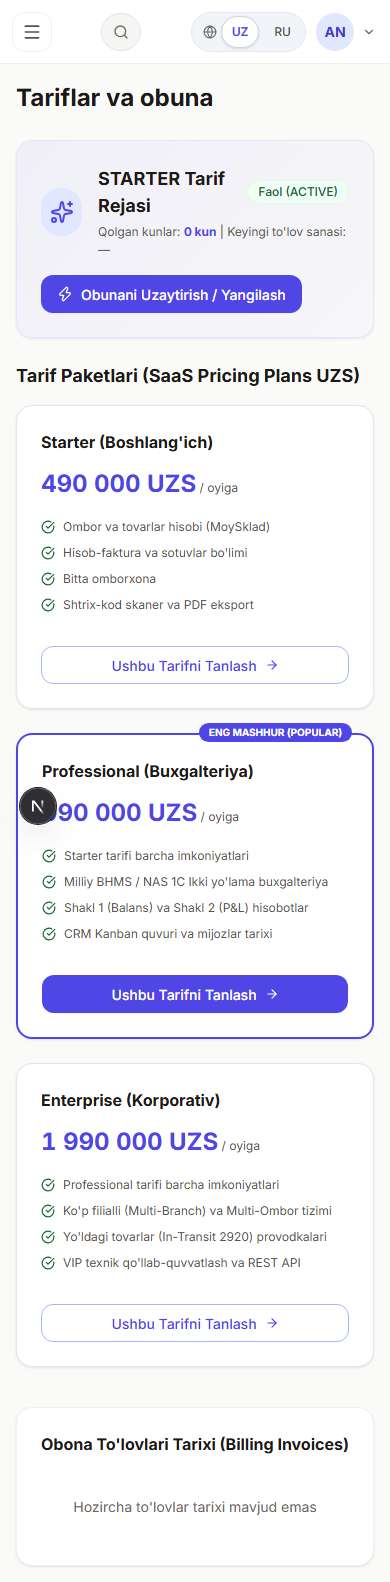 UZ RU AN
Tariflar va obuna
STARTER Tarif
Rejasi
Faol (ACTIVE)
Qolgan kunlar: 0 kun | Keyingi to'lov sanasi:
—
Obunani Uzaytirish / Yangilash
Tarif Paketlari (SaaS Pricing Plans UZS)
Starter (Boshlang'ich)
490 000 UZS / oyiga
Ombor va tovarlar hisobi (MoySklad)
Hisob-faktura va sotuvlar bo'limi
Bitta omborxona
Shtrix-kod skaner va PDF eksport
Ushbu Tarifni Tanlash
ENG MASHHUR (POPULAR)
Professional (Buxgalteriya)
N
90 000 UZS / oyiga
Starter tarifi barcha imkoniyatlari
Milliy BHMS / NAS 1C Ikki yo'lama buxgalteriya
Shakl 1 (Balans) va Shakl 2 (P&L) hisobotlar
CRM Kanban quvuri va mijozlar tarixi
Ushbu Tarifni Tanlash
Enterprise (Korporativ)
1 990 000 UZS / oyiga
Professional tarifi barcha imkoniyatlari
Ko'p filialli (Multi-Branch) va Multi-Ombor tizimi
Yo'ldagi tovarlar (In-Transit 2920) provodkalari
VIP texnik qo'llab-quvvatlash va REST API
Ushbu Tarifni Tanlash
Obona To'lovlari Tarixi (Billing Invoices)
Hozircha to'lovlar tarixi mavjud emas